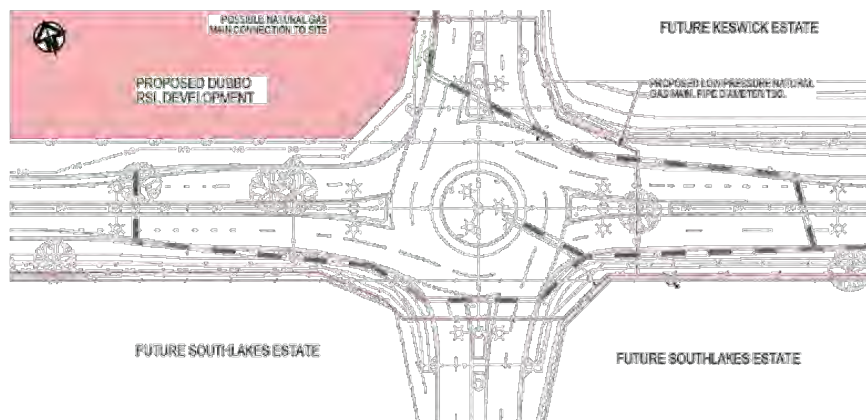 POSSIBLE NATURAL GAS
MAIN CONNECTION TO SITE
FUTURE KESWICK ESTATE
PROPOSED DUBBO
RSL DEVELOPMENT
PROPOSED LOW PRESSURE NATURAL
GAS MAIN. PIPE DIAMETER TBC.
FUTURE SOUTHLAKES ESTATE
FUTURE SOUTHLAKES ESTATE